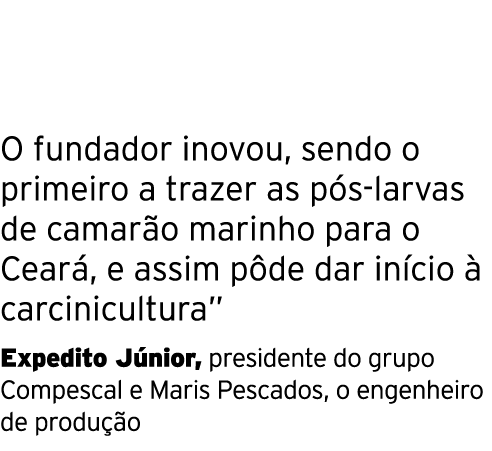 O fundador inovou, sendo o
primeiro a trazer as pós-larvas
de camarão marinho para o
Ceará, e assim pôde dar início à
carcinicultura”
Expedito Júnior, presidente do grupo
Compescal e Maris Pescados, o engenheiro
de produção